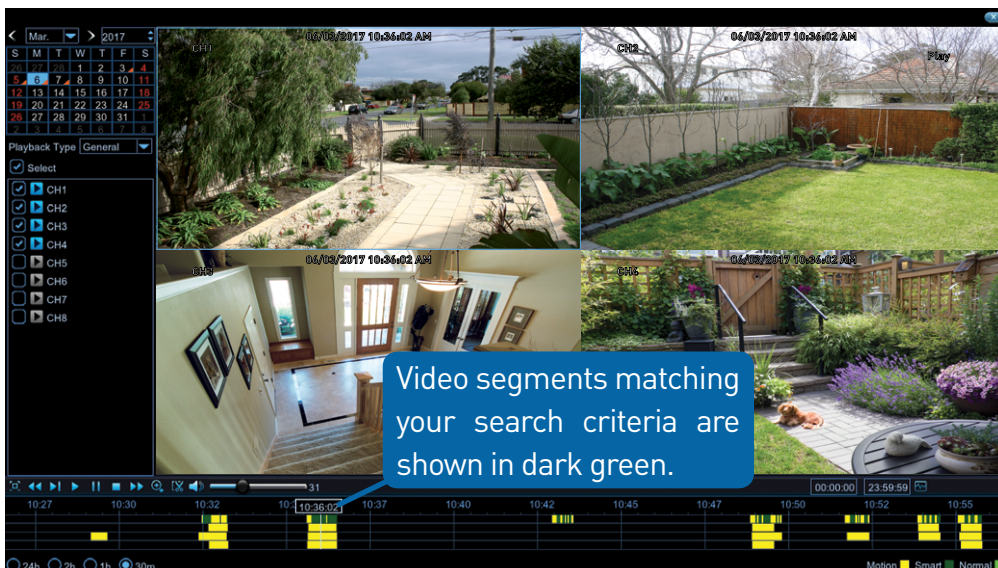 Mar. 2017
S M T W T F S
26 27 28 1 2 3 4
5 6 7 8 9 10 11
12 13 14 15 16 17 18
19 20 21 22 23 24 25
26 27 28 29 30 31 1
2 3 4 5 6 7 8
Playback Type General
Select
CH1
CH2
CH3
CH4
CH5
CH6
CH7
CH8
06/03/2017 10:36:02 AM
CH1
06/03/2017 10:36:02 AM
CH2
Play
06/03/2017 10:36:02 AM
CH3
06/03/2017 10:36:02 AM
CH4
Video segments matching
your search criteria are
shown in dark green.
31
00:00:00 23:59:59
10:27 10:30 10:32 10:36:02 10:37 10:40 10:42 10:45 10:47 10:50 10:52 10:55
24h 2h 1h 30m
Motion Smart Normal